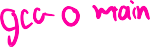 gcc - o main